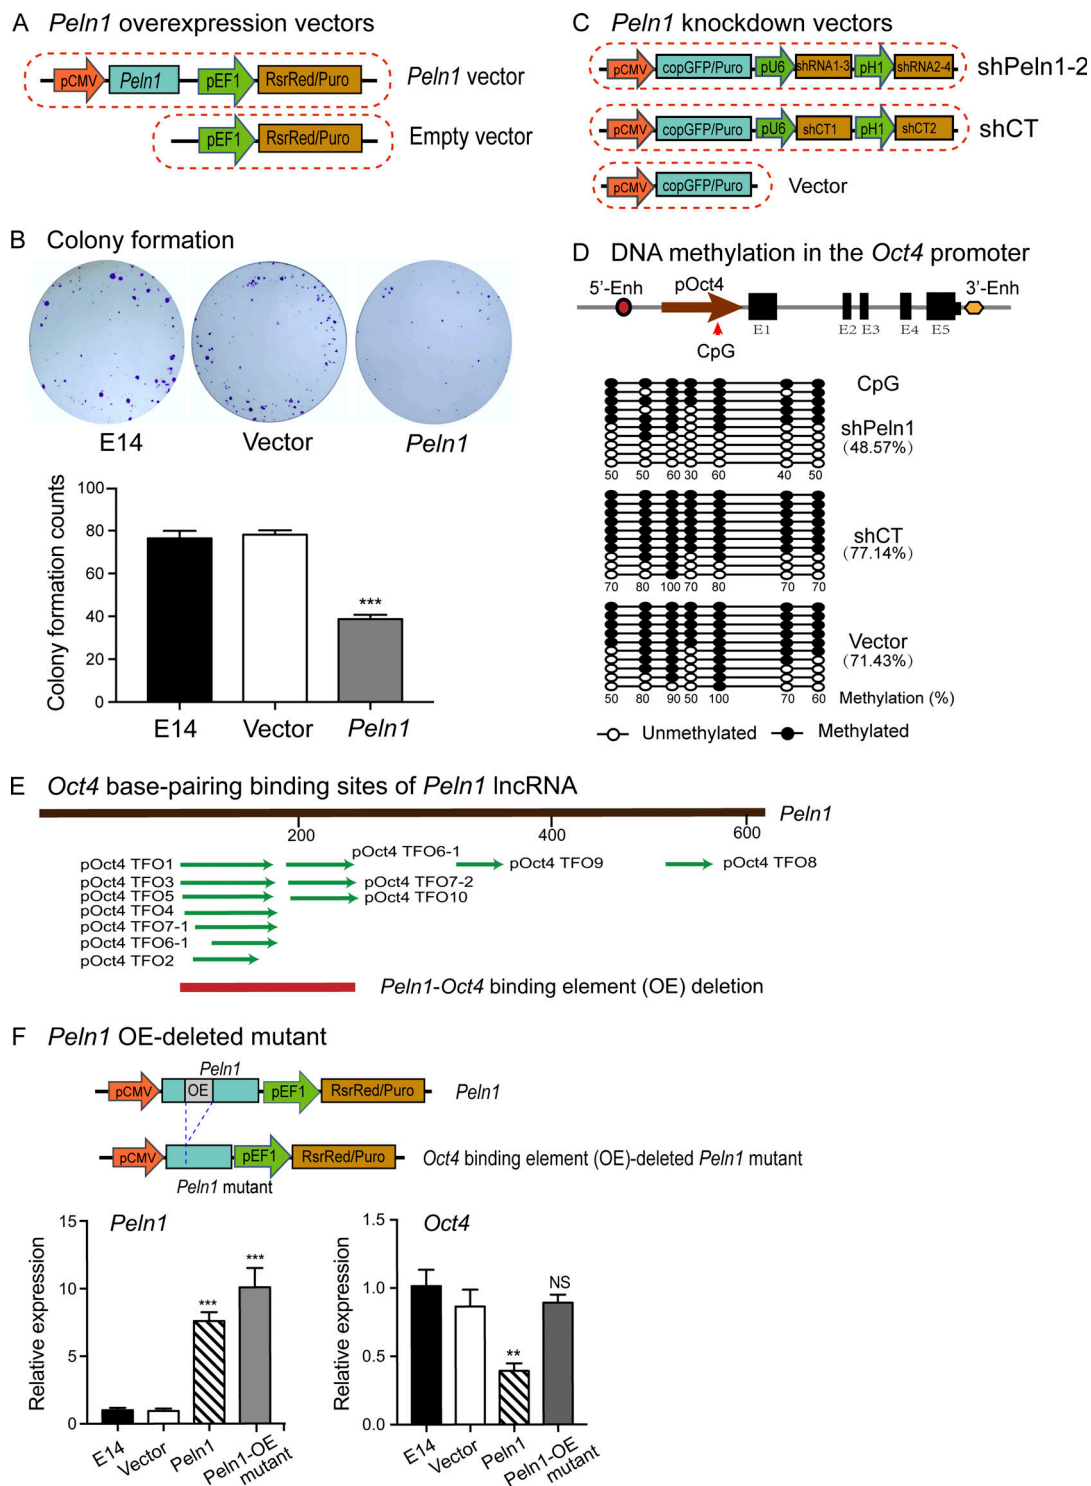 A Peln1 overexpression vectors
pCMV Peln1 pEF1 RsrRed/Puro Peln1 vector
pEF1 RsrRed/Puro Empty vector
B Colony formation
E14 Vector Peln1
Colony formation counts
100
80
60
40
20
0
***
E14 Vector Peln1
C Peln1 knockdown vectors
pCMV copGFP/Puro pU6 shRNA1-3 pH1 shRNA2-4 shPeln1-2
pCMV copGFP/Puro pU6 shCT1 pH1 shCT2 shCT
pCMV copGFP/Puro Vector
D DNA methylation in the Oct4 promoter
5'-Enh pOct4 3'-Enh
E1 E2 E3 E4 E5
CpG
CpG
shPeln1
(48.57%)
50 50 60 30 60 40 50
shCT
(77.14%)
70 80 100 70 80 70 70
Vector
(71.43%)
50 80 90 50 100 70 60 Methylation (%)
Unmethylated Methylated
E Oct4 base-pairing binding sites of Peln1 lncRNA
Peln1
200 400 600
pOct4 TFO1 pOct4 TFO6-1 pOct4 TFO9 pOct4 TFO8
pOct4 TFO3 pOct4 TFO7-2
pOct4 TFO5 pOct4 TFO10
pOct4 TFO4
pOct4 TFO7-1
pOct4 TFO6-1
pOct4 TFO2
Peln1-Oct4 binding element (OE) deletion
F Peln1 OE-deleted mutant
Peln1
pCMV OE pEF1 RsrRed/Puro Peln1
pCMV pEF1 RsrRed/Puro Oct4 binding element (OE)-deleted Peln1 mutant
Peln1 mutant
Peln1
Relative expression
15
10
5
0
*** ***
E14 Vector Peln1 Peln1-OE
mutant
Oct4
Relative expression
1.5
1.0
0.5
0.0
** NS
E14 Vector Peln1 Peln1-OE
mutant